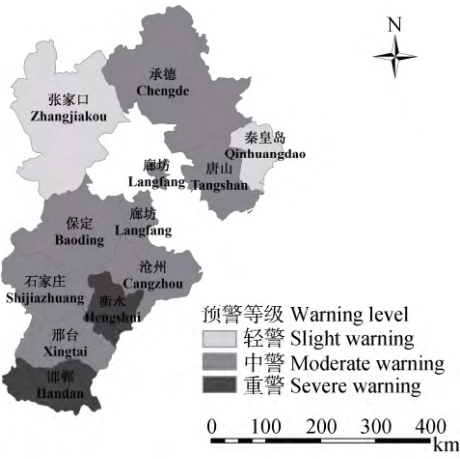 N
承德
Chengde
张家口
Zhangjiakou
秦皇岛
Qinhuangdao
廊坊
Langfang
唐山
Tangshan
保定
Baoding
廊坊
Langfang
沧州
Cangzhou
石家庄
Shijiazhuang
衡水
Hengshui
邢台
Xingtai
邯郸
Handan
预警等级 Warning level
轻警 Slight warning
中警 Moderate warning
重警 Severe warning
0 100 200 300 400
km